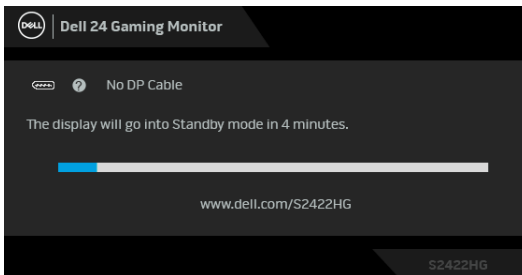 DELL
Dell 24 Gaming Monitor
? No DP Cable
The display will go into Standby mode in 4 minutes.
www.dell.com/S2422HG
S2422HG